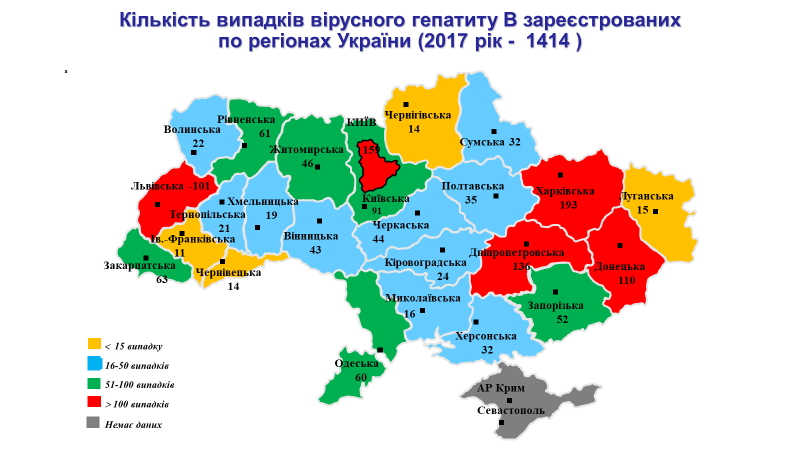 Кількість випадків вірусного гепатиту В зареєстрованих
по регіонах України (2017 рік -  1414 )
Волинська
22
Рівненська
61
Житомирська
46
КИЇВ
Чернігівська
14
Сумська 32
Львівська -101
Тернопільська
21
Хмельницька
19
Київська
91
Полтавська
35
Харківська
193
Луганська
15
Ів.-Франківська
11
Вінницька
43
Черкаська
44
Закарпатська
63
Чернівецька
14
Кіровоградська
24
Дніпропетровська
136
Донецька
110
Миколаївська
16
Запорізька
52
Херсонська
32
Одеська
60
АР Крим
Севастополь
< 15 випадку
16-50 випадків
51-100 випадків
>100 випадків
Немає даних